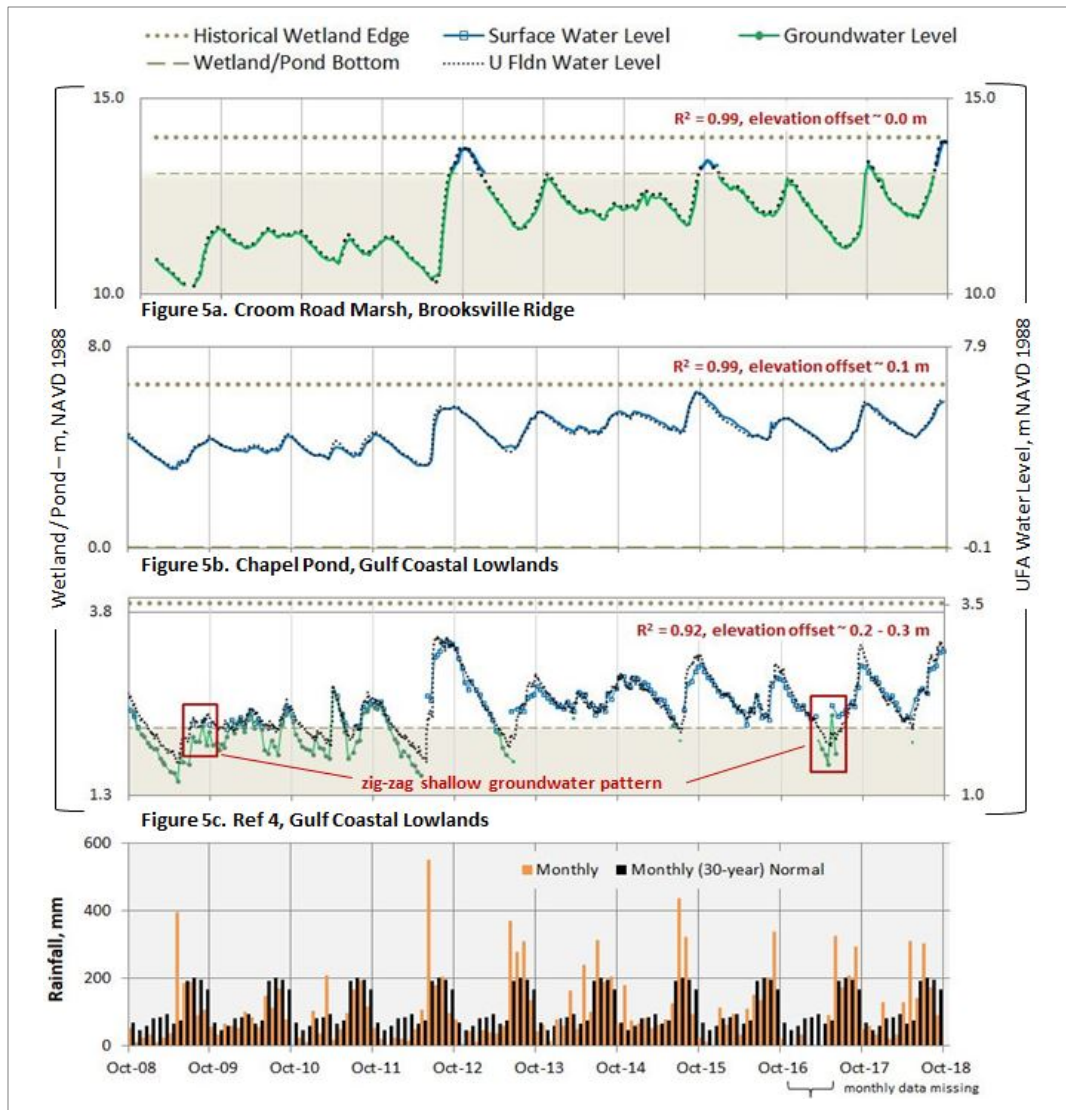 Historical Wetland Edge
Surface Water Level
Groundwater Level
Wetland/Pond Bottom
U Fldn Water Level
15.0
15.0
R² = 0.99, elevation offset ~ 0.0 m
10.0
10.0
Figure 5a. Croom Road Marsh, Brooksville Ridge
8.0
7.9
R² = 0.99, elevation offset ~ 0.1 m
0.0
-0.1
Figure 5b. Chapel Pond, Gulf Coastal Lowlands
3.8
3.5
R² = 0.92, elevation offset ~ 0.2 - 0.3 m
zig-zag shallow groundwater pattern
1.3
1.0
Figure 5c. Ref 4, Gulf Coastal Lowlands
Wetland / Pond – m, NAVD 1988
UFA Water Level, m NAVD 1988
600
Monthly
Monthly (30-year) Normal
400
200
0
Rainfall, mm
Oct-08
Oct-09
Oct-10
Oct-11
Oct-12
Oct-13
Oct-14
Oct-15
Oct-16
Oct-17
Oct-18
monthly data missing